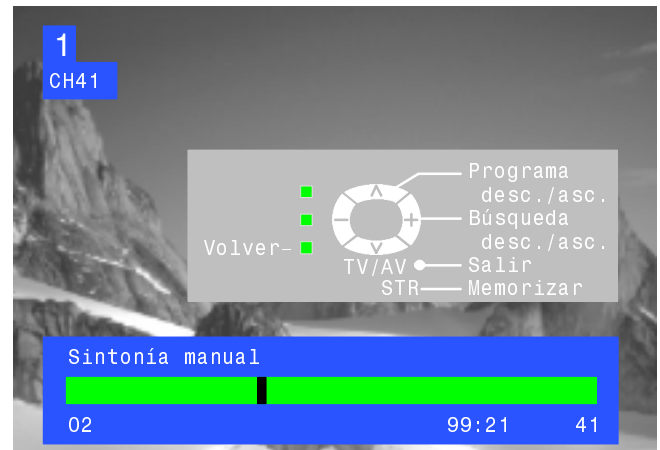 1
CH41
Programa
desc./asc.
Búsqueda
desc./asc.
Volver
TV/AV Salir
STR Memorizar
Sintonía manual
02 99:21 41